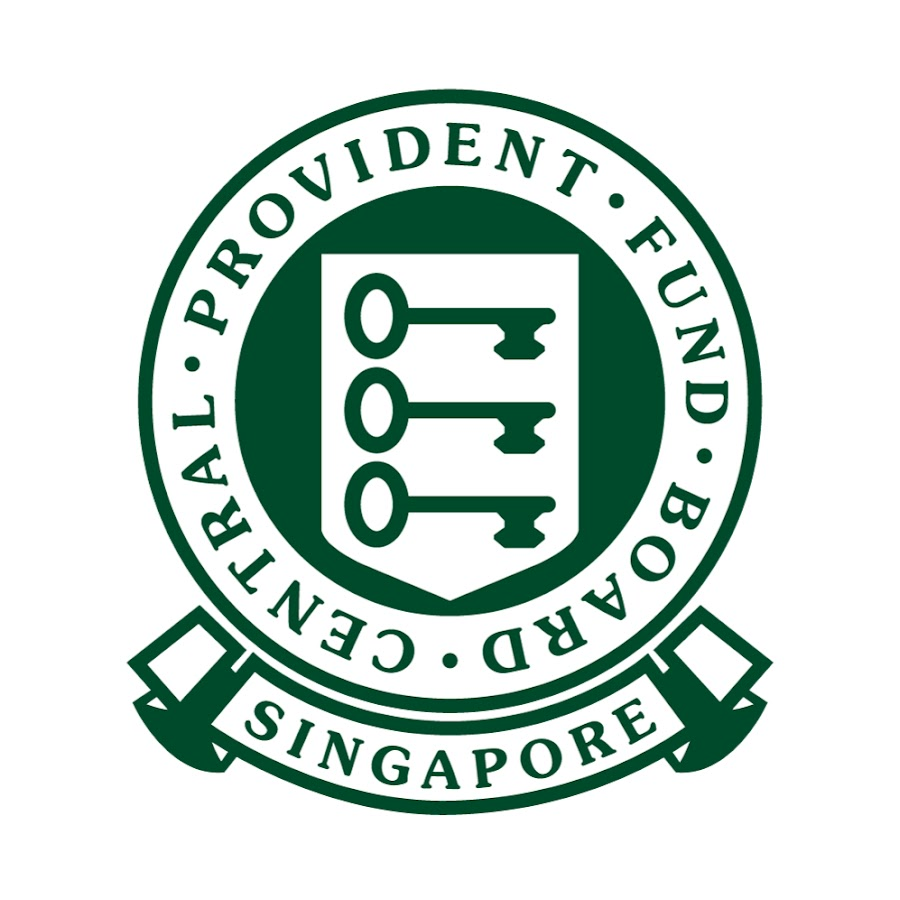 CENTRAL · PROVIDENT · FUND · BOARD ·
SINGAPORE